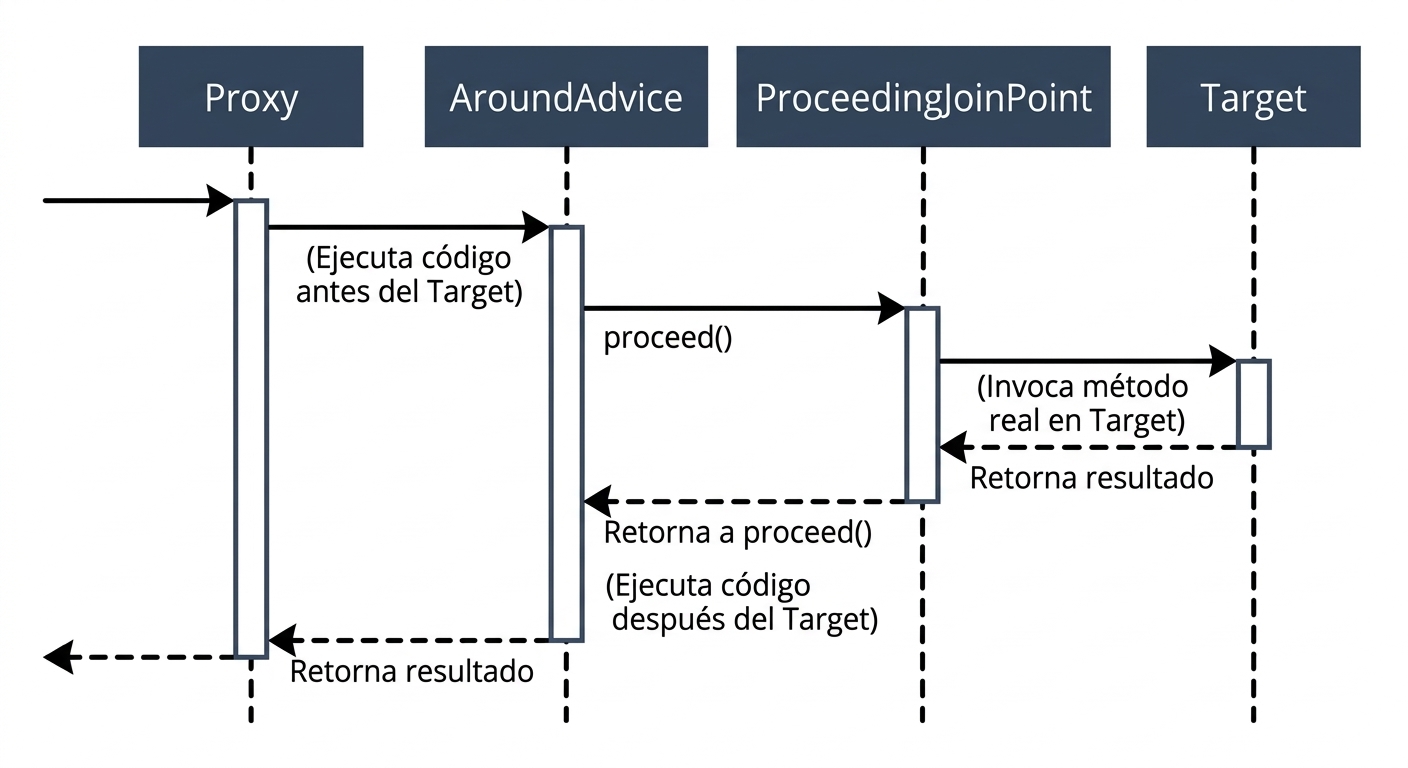 Proxy
AroundAdvice
ProceedingJoinPoint
Target
(Ejecuta código
antes del Target)
proceed()
(Invoca método
real en Target)
Retorna resultado
Retorna a proceed()
(Ejecuta código
después del Target)
Retorna resultado